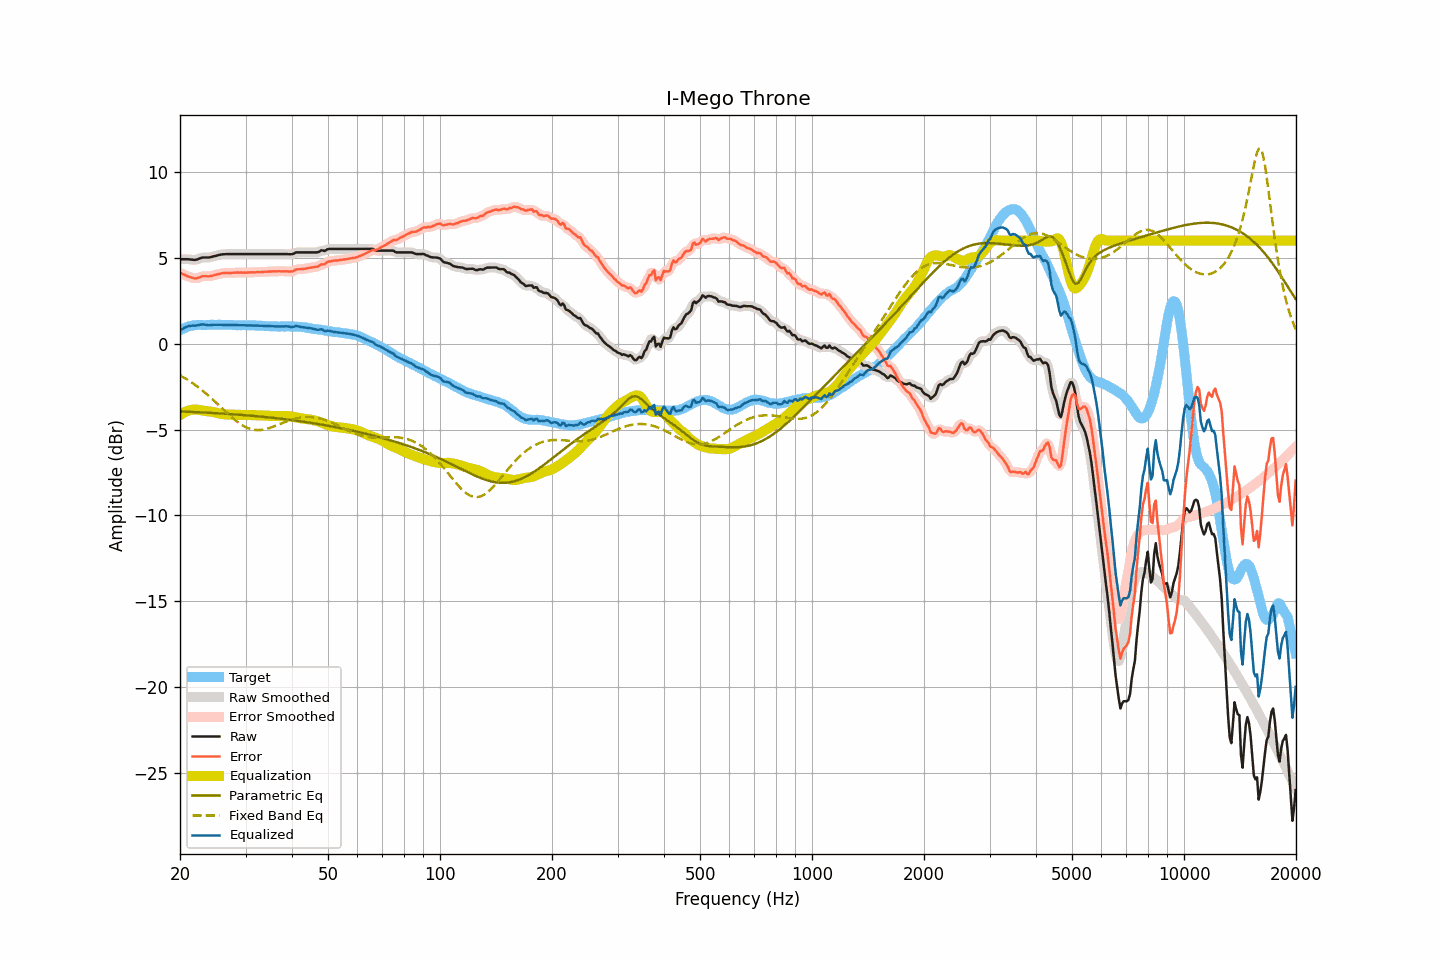 I-Mego Throne
Amplitude (dBr)
10
5
0
−5
−10
−15
−20
−25
Target
Raw Smoothed
Error Smoothed
Raw
Error
Equalization
Parametric Eq
Fixed Band Eq
Equalized
20 50 100 200 500 1000 2000 5000 10000 20000
Frequency (Hz)